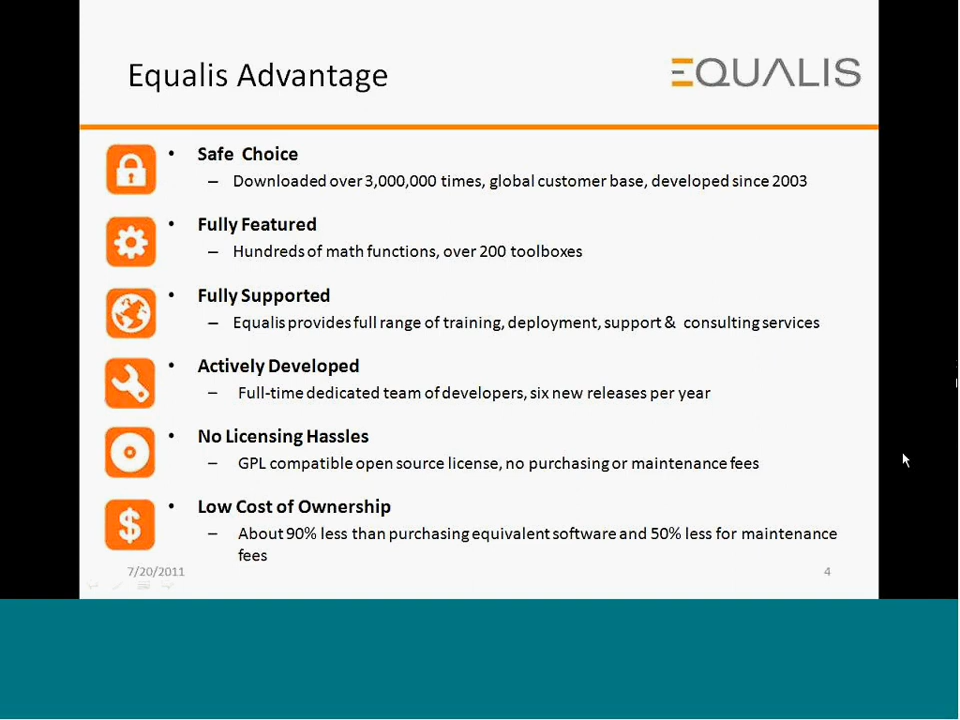 Equalis Advantage
EQUALIS
• Safe Choice
– Downloaded over 3,000,000 times, global customer base, developed since 2003
• Fully Featured
– Hundreds of math functions, over 200 toolboxes
• Fully Supported
– Equalis provides full range of training, deployment, support & consulting services
• Actively Developed
– Full-time dedicated team of developers, six new releases per year
• No Licensing Hassles
– GPL compatible open source license, no purchasing or maintenance fees
• Low Cost of Ownership
– About 90% less than purchasing equivalent software and 50% less for maintenance
fees
7/20/2011
4